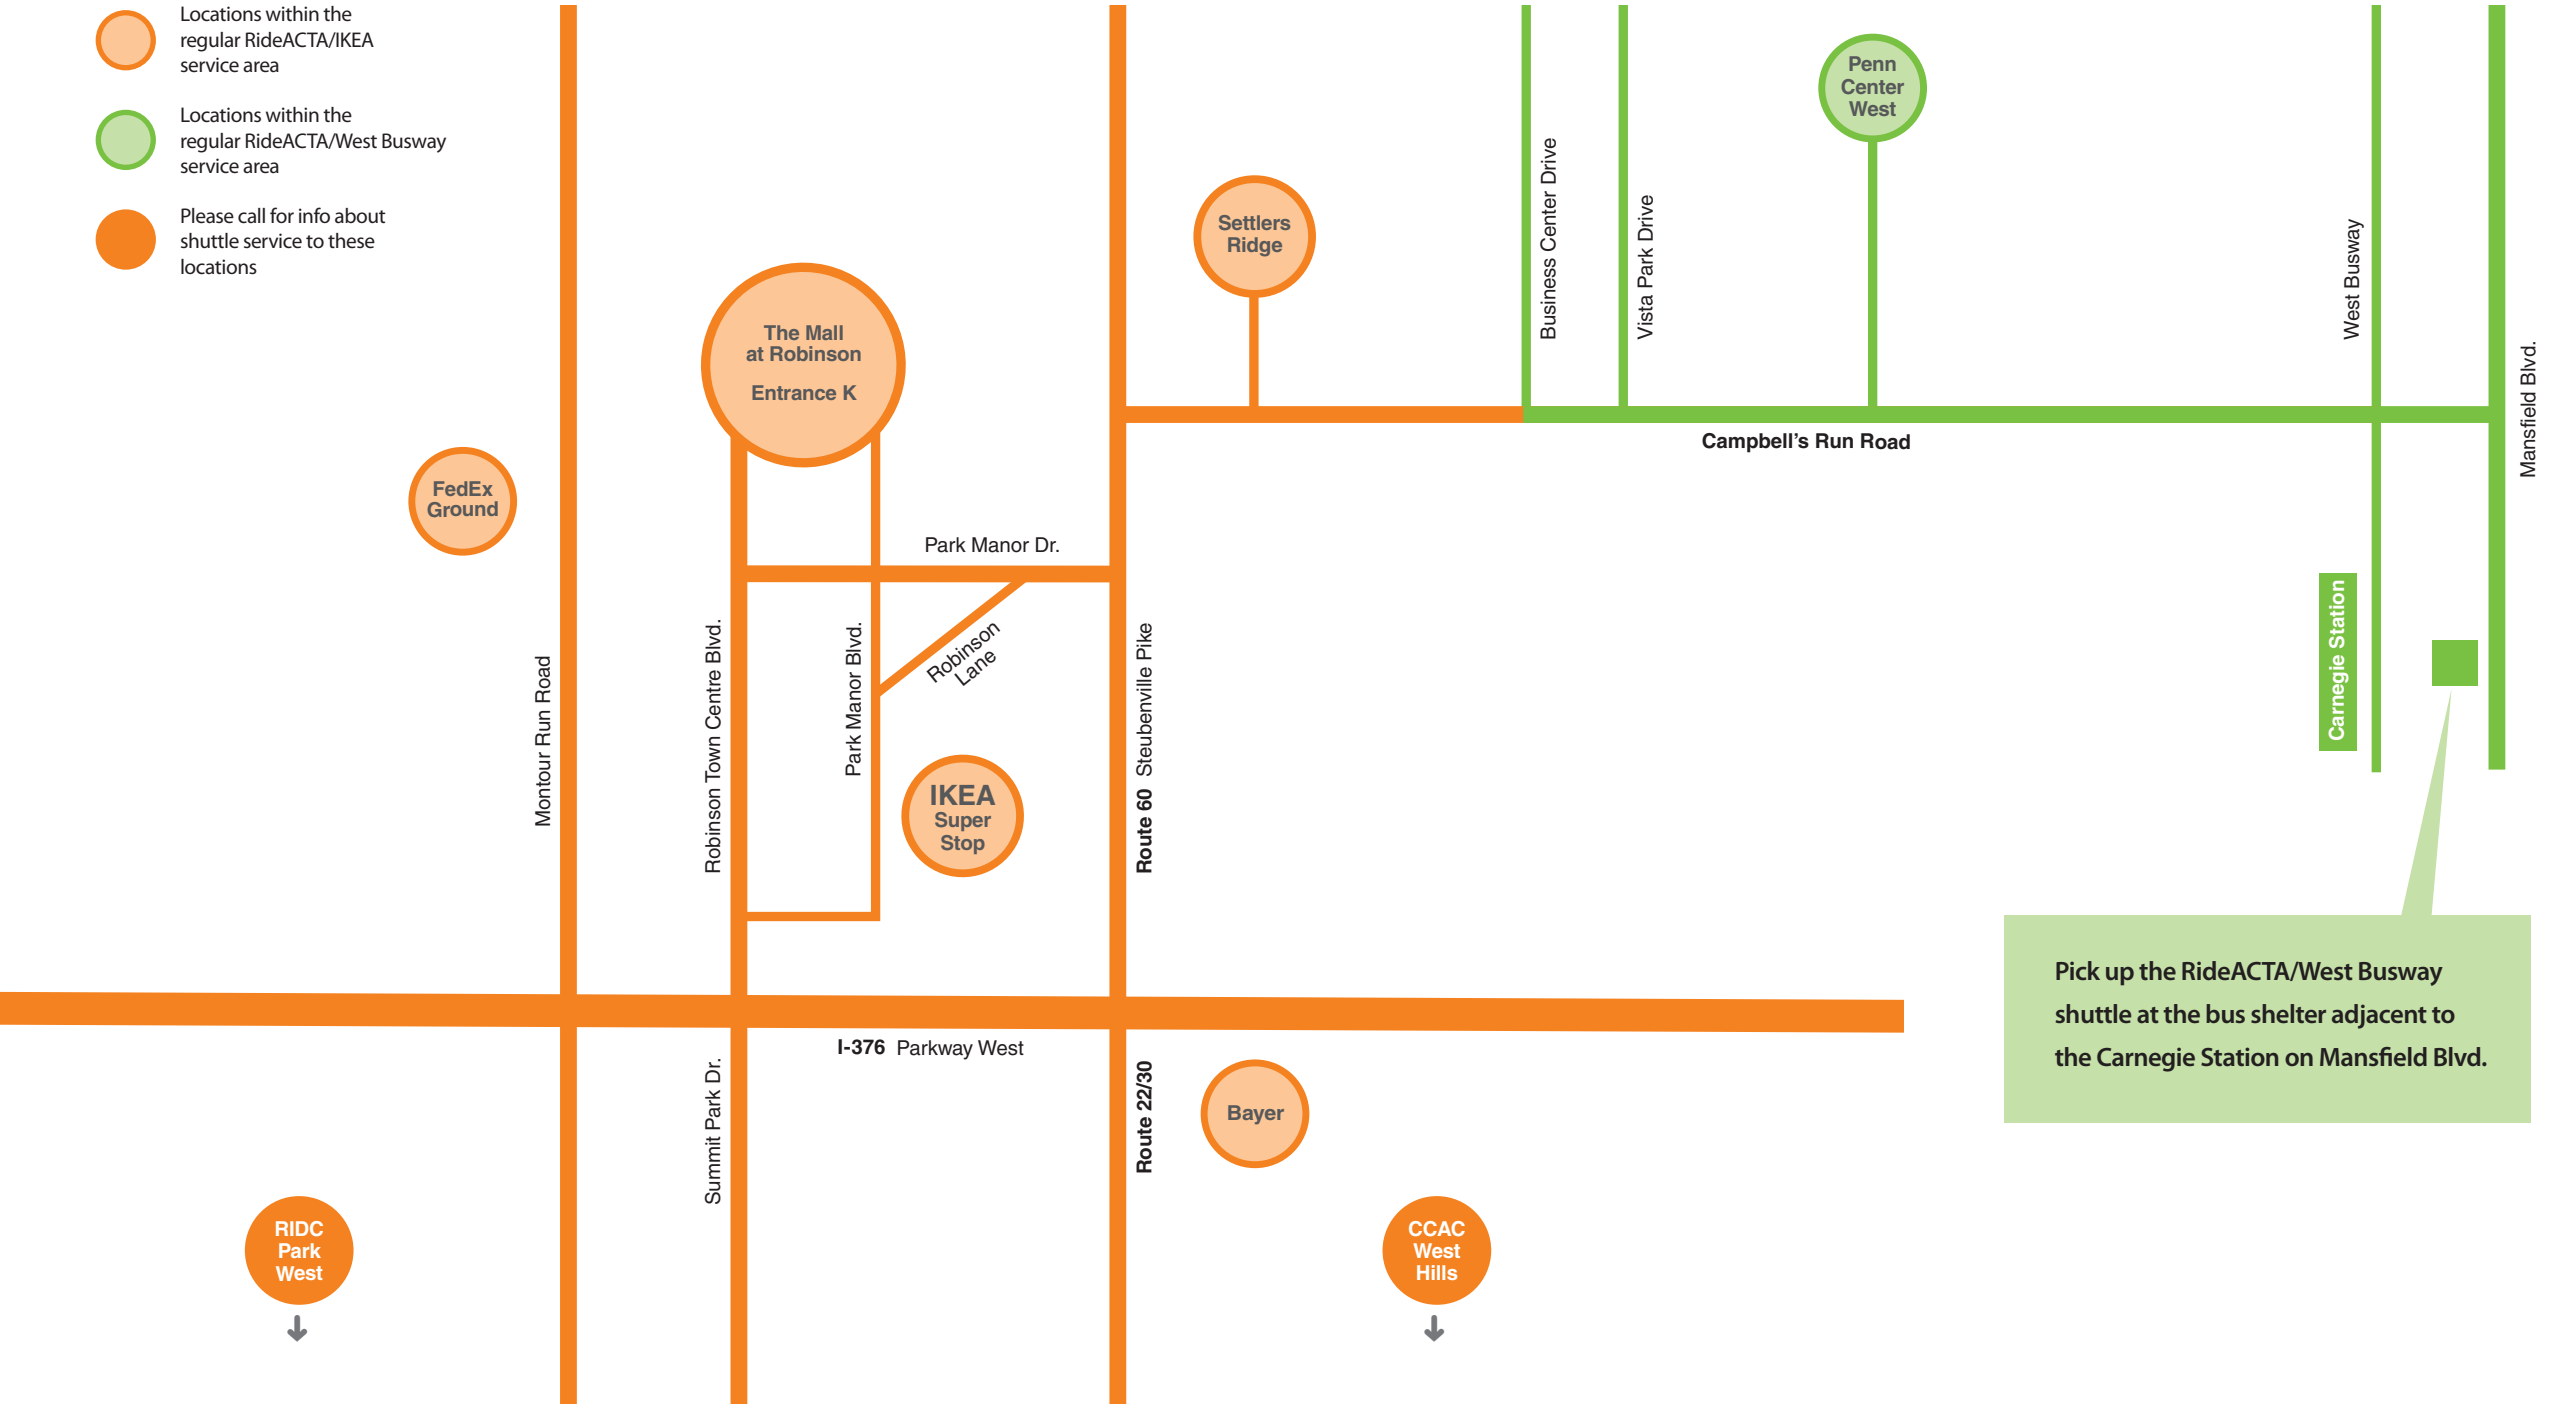 Locations within the
regular RideACTA/IKEA
service area
Locations within the
regular RideACTA/West Busway
service area
Please call for info about
shuttle service to these
locations
Penn
Center
West
Settlers
Ridge
Business Center Drive
Vista Park Drive
West Busway
Mansfield Blvd.
The Mall
at Robinson
Entrance K
Campbell's Run Road
FedEx
Ground
Park Manor Dr.
Robinson
Lane
Montour Run Road
Robinson Town Centre Blvd.
Park Manor Blvd.
Route 60 Steubenville Pike
Carnegie Station
IKEA
Super
Stop
Pick up the RideACTA/West Busway
shuttle at the bus shelter adjacent to
the Carnegie Station on Mansfield Blvd.
I-376 Parkway West
Summit Park Dr.
Route 22/30
Bayer
RIDC
Park
West
CCAC
West
Hills